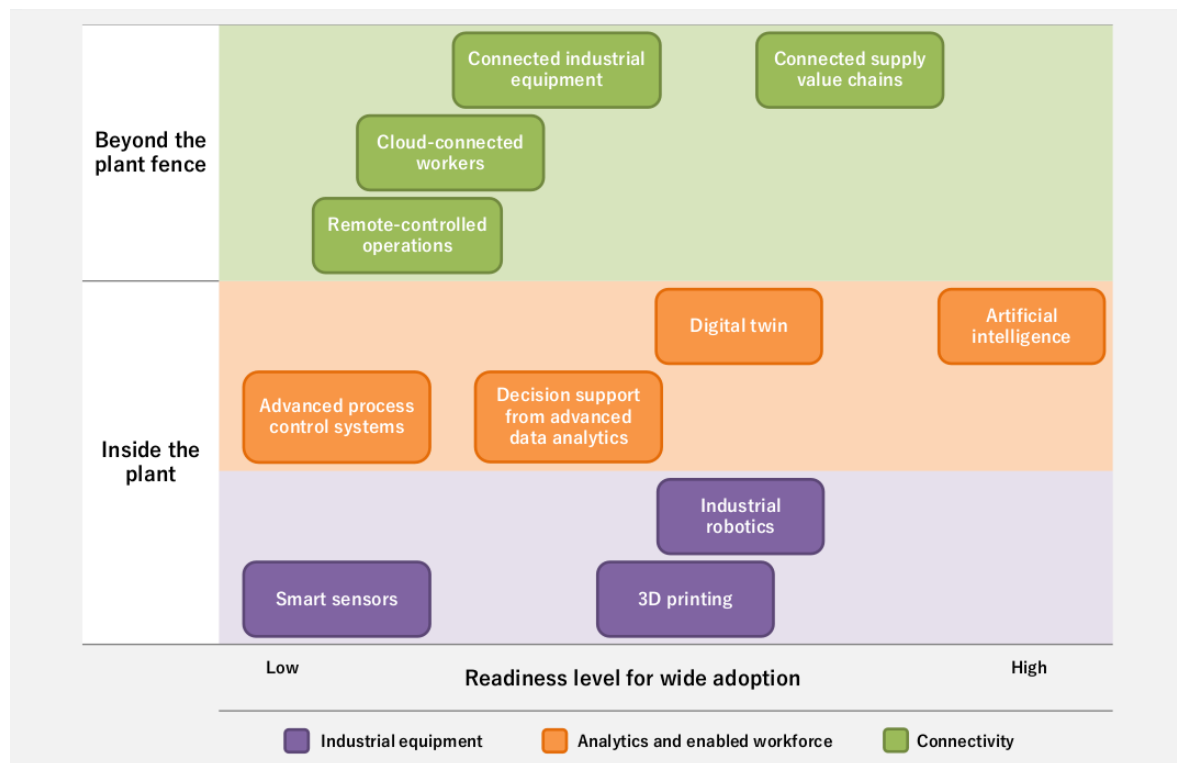 Connected industrial
equipment
Connected supply
value chains
Beyond the
plant fence
Cloud-connected
workers
Remote-controlled
operations
Digital twin
Artificial
intelligence
Advanced process
control systems
Decision support
from advanced
data analytics
Inside the
plant
Industrial
robotics
Smart sensors
3D printing
Low
Readiness level for wide adoption
High
Industrial equipment
Analytics and enabled workforce
Connectivity